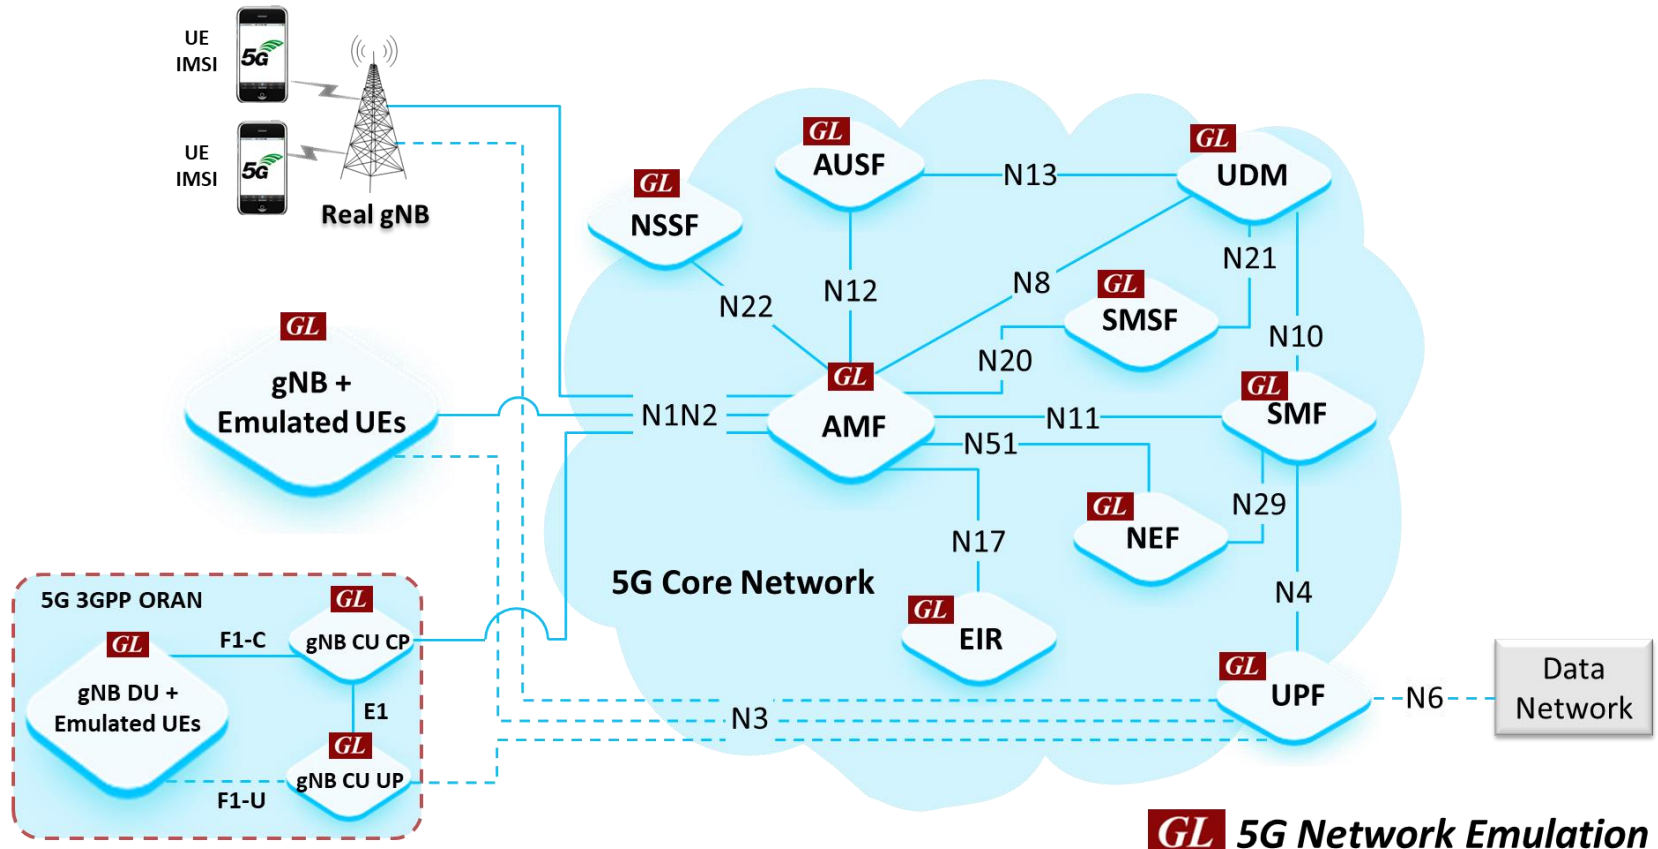 UE
IMSI
5G
UE
IMSI
5G
Real gNB
GL
gNB +
Emulated UEs
5G 3GPP ORAN
GL
gNB CU CP
F1-C
GL
gNB DU +
Emulated UEs
E1
GL
gNB CU UP
F1-U
GL
NSSF
GL
AUSF
N13
GL
UDM
N22
N12
N8
N21
GL
SMSF
N20
N10
N1N2
GL
AMF
N11
GL
SMF
N51
N29
GL
NEF
N17
5G Core Network
GL
EIR
N4
N3
GL
UPF
N6
Data
Network
GL 5G Network Emulation